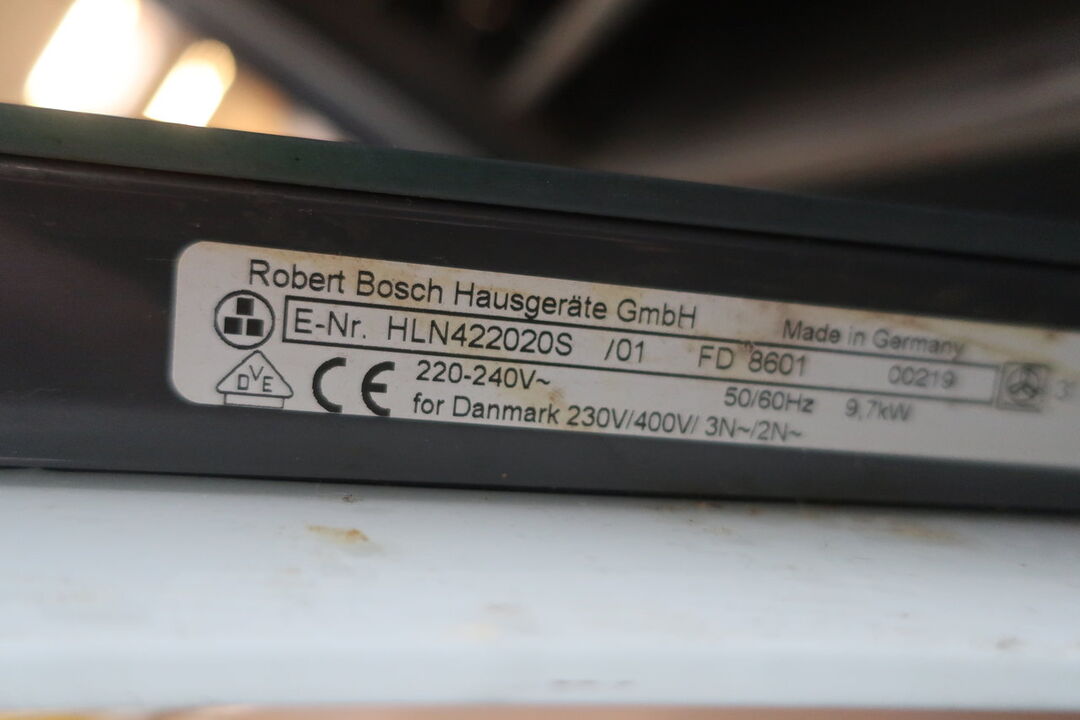 Robert Bosch Hausgeräte GmbH Made in Germany
E-Nr. HLN422020S /01 FD 8601 00219
DVE CE 220-240V~ 50/60Hz 9,7kW
for Danmark 230V/400V/ 3N~/2N~